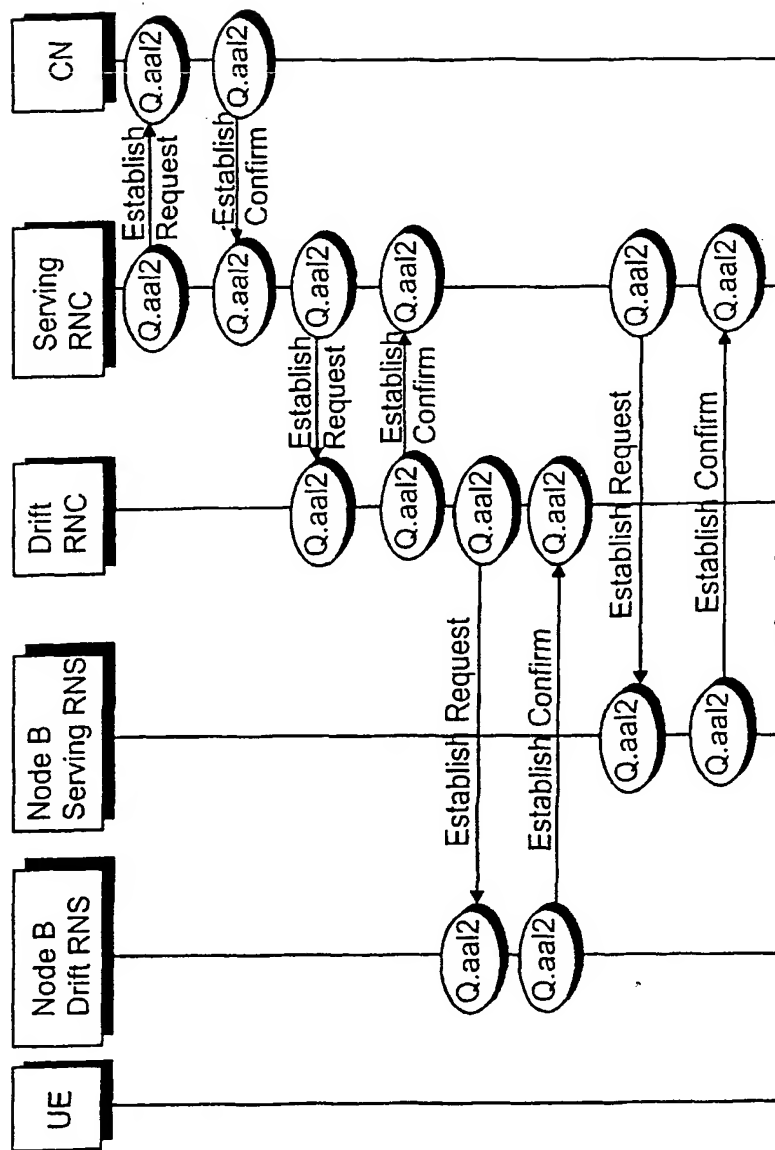 UE
Node B
Drift RNS
Node B
Serving RNS
Drift
RNC
Serving
RNC
CN
Q.aal2
Establish
Request
Q.aal2
Q.aal2
Establish
Confirm
Q.aal2
Q.aal2
Establish
Request
Q.aal2
Q.aal2
Establish
Confirm
Q.aal2
Q.aal2
Establish Request
Q.aal2
Q.aal2
Establish Confirm
Q.aal2
Q.aal2
Establish Request
Q.aal2
Q.aal2
Establish Confirm
Q.aal2